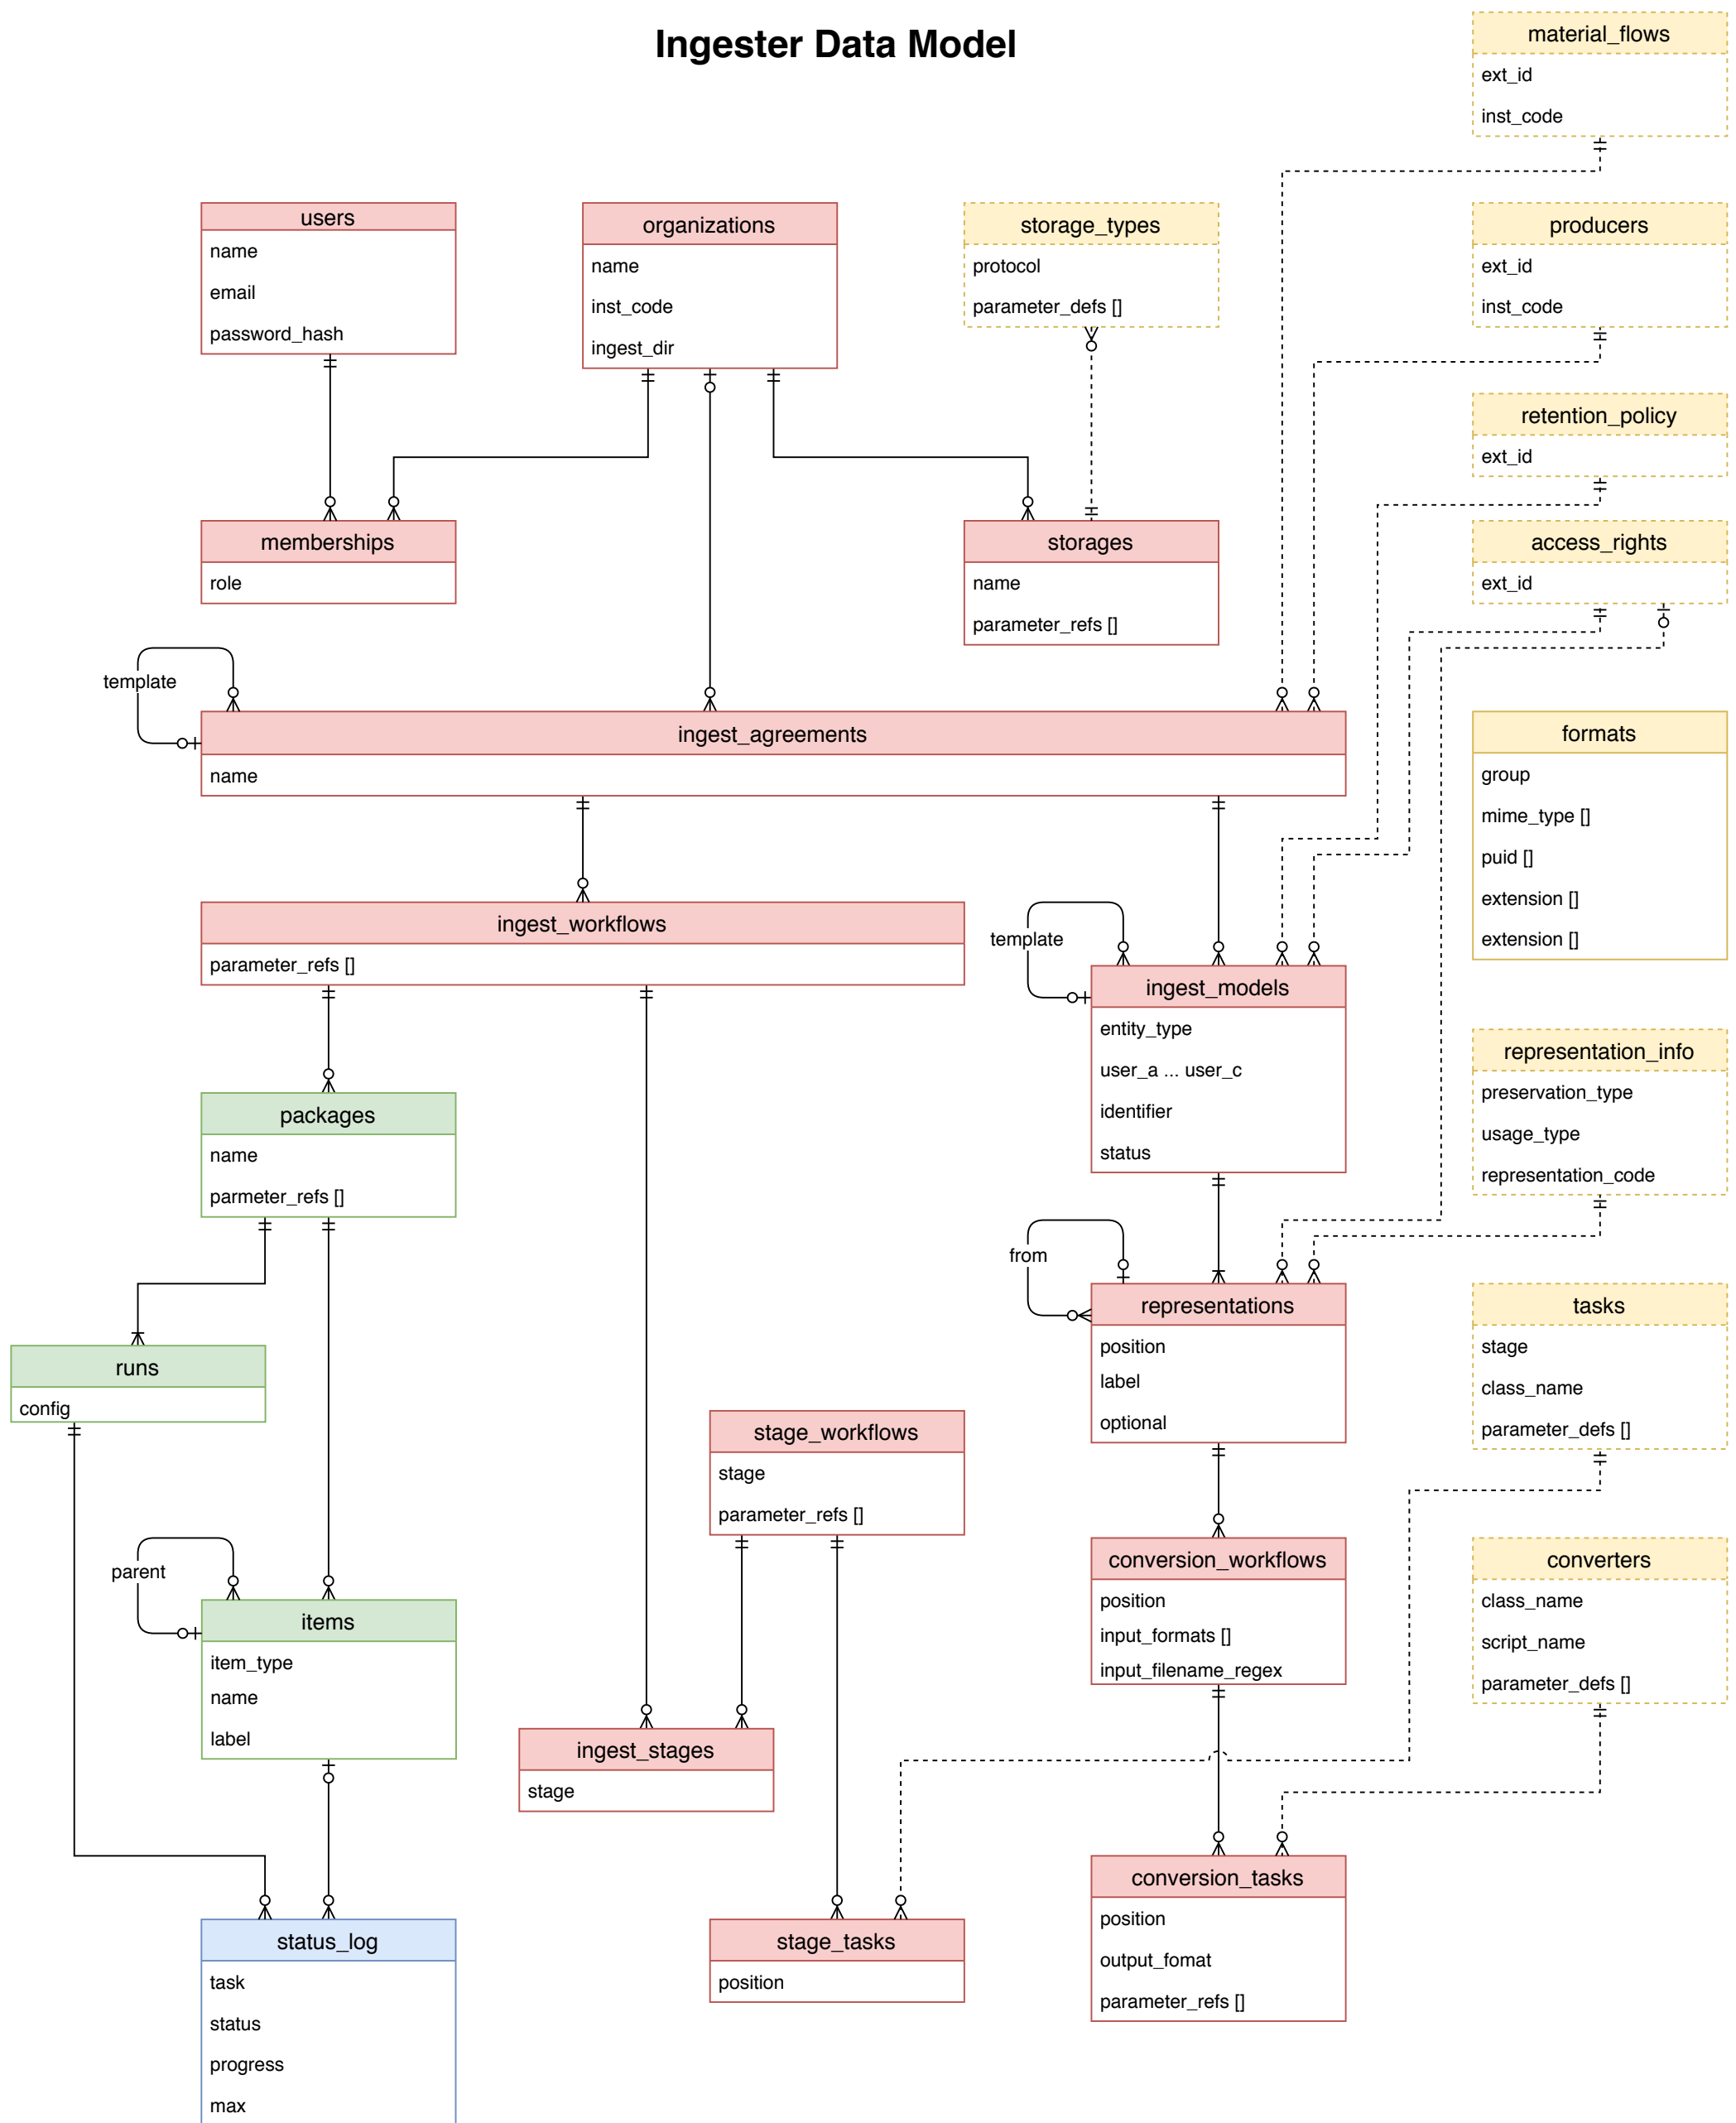 Ingester Data Model
material_flows
ext_id
inst_code
users
name
email
password_hash
organizations
name
inst_code
ingest_dir
storage_types
protocol
parameter_defs []
producers
ext_id
inst_code
retention_policy
ext_id
memberships
role
storages
name
parameter_refs []
access_rights
ext_id
template
ingest_agreements
name
formats
group
mime_type []
puid []
extension []
extension []
ingest_workflows
parameter_refs []
template
ingest_models
entity_type
user_a ... user_c
identifier
status
representation_info
preservation_type
usage_type
representation_code
packages
name
parmeter_refs []
from
representations
position
label
optional
tasks
stage
class_name
parameter_defs []
runs
config
stage_workflows
stage
parameter_refs []
parent
items
item_type
name
label
conversion_workflows
position
input_formats []
input_filename_regex
converters
class_name
script_name
parameter_defs []
ingest_stages
stage
conversion_tasks
position
output_fomat
parameter_refs []
status_log
task
status
progress
max
stage_tasks
position